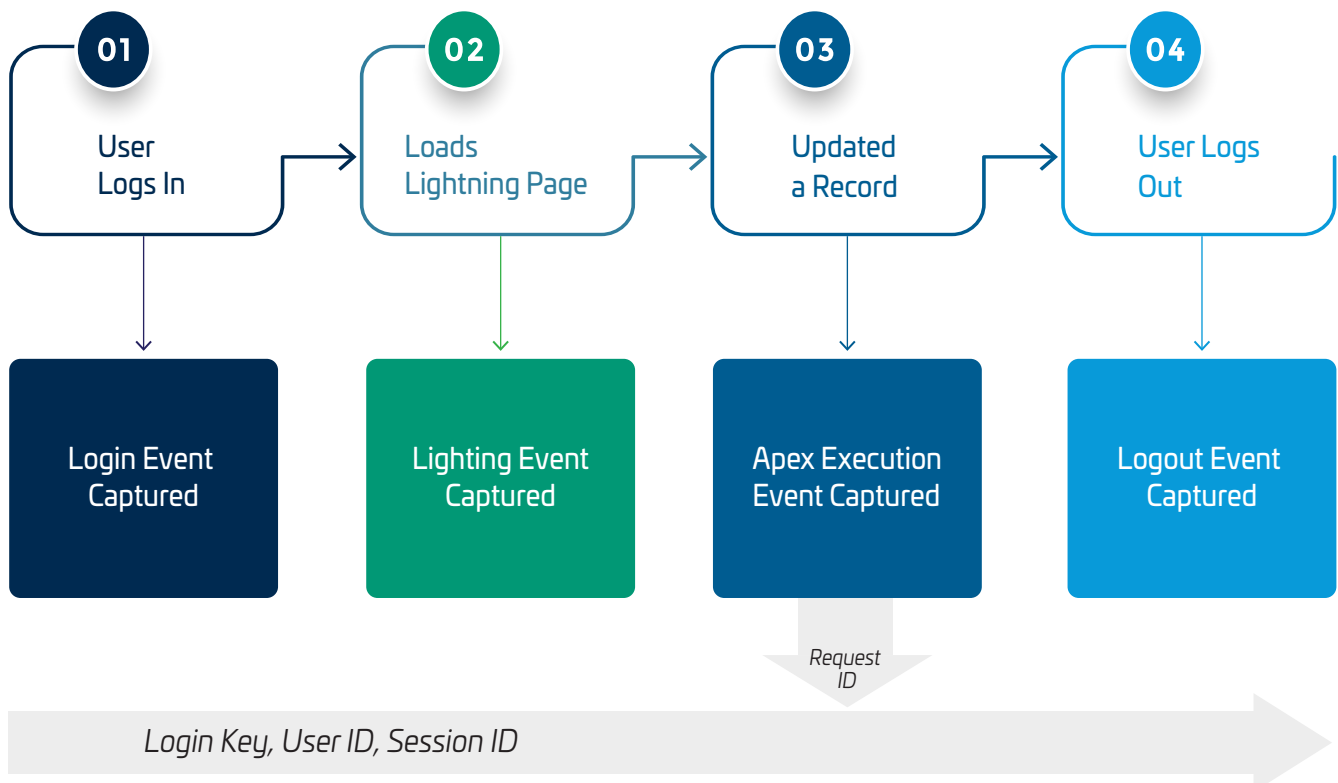 01
User
Logs In
02
Loads
Lightning Page
03
Updated
a Record
04
User Logs
Out
Login Event
Captured
Lighting Event
Captured
Apex Execution
Event Captured
Logout Event
Captured
Request
ID
Login Key, User ID, Session ID